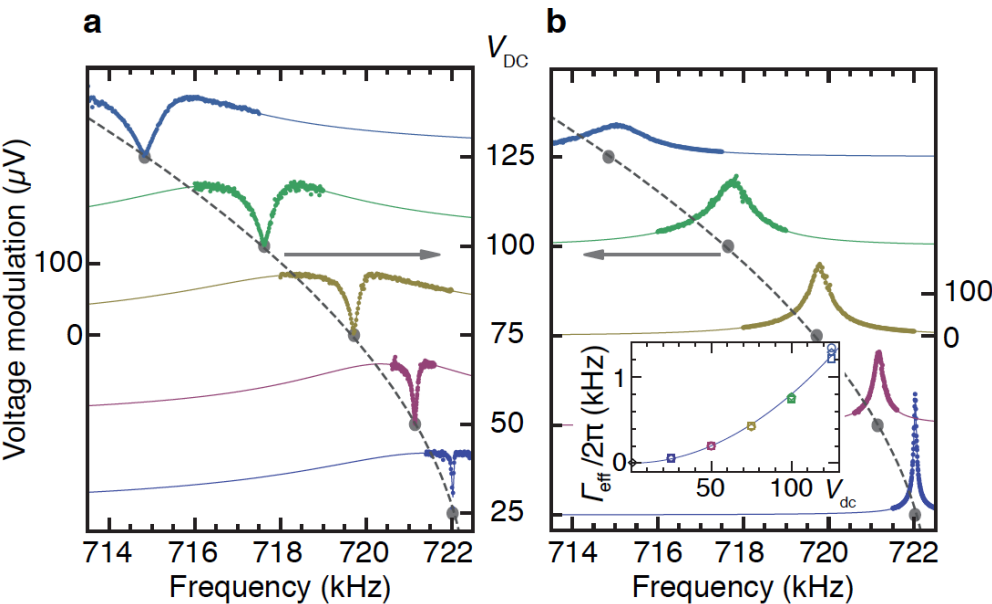 a
b
V_DC
Voltage modulation (µV)
100
0
125
100
75
50
25
714
716
718
720
722
Frequency (kHz)
100
0
Γ_eff /2π (kHz)
1
0
50
100
V_dc
714
716
718
720
722
Frequency (kHz)